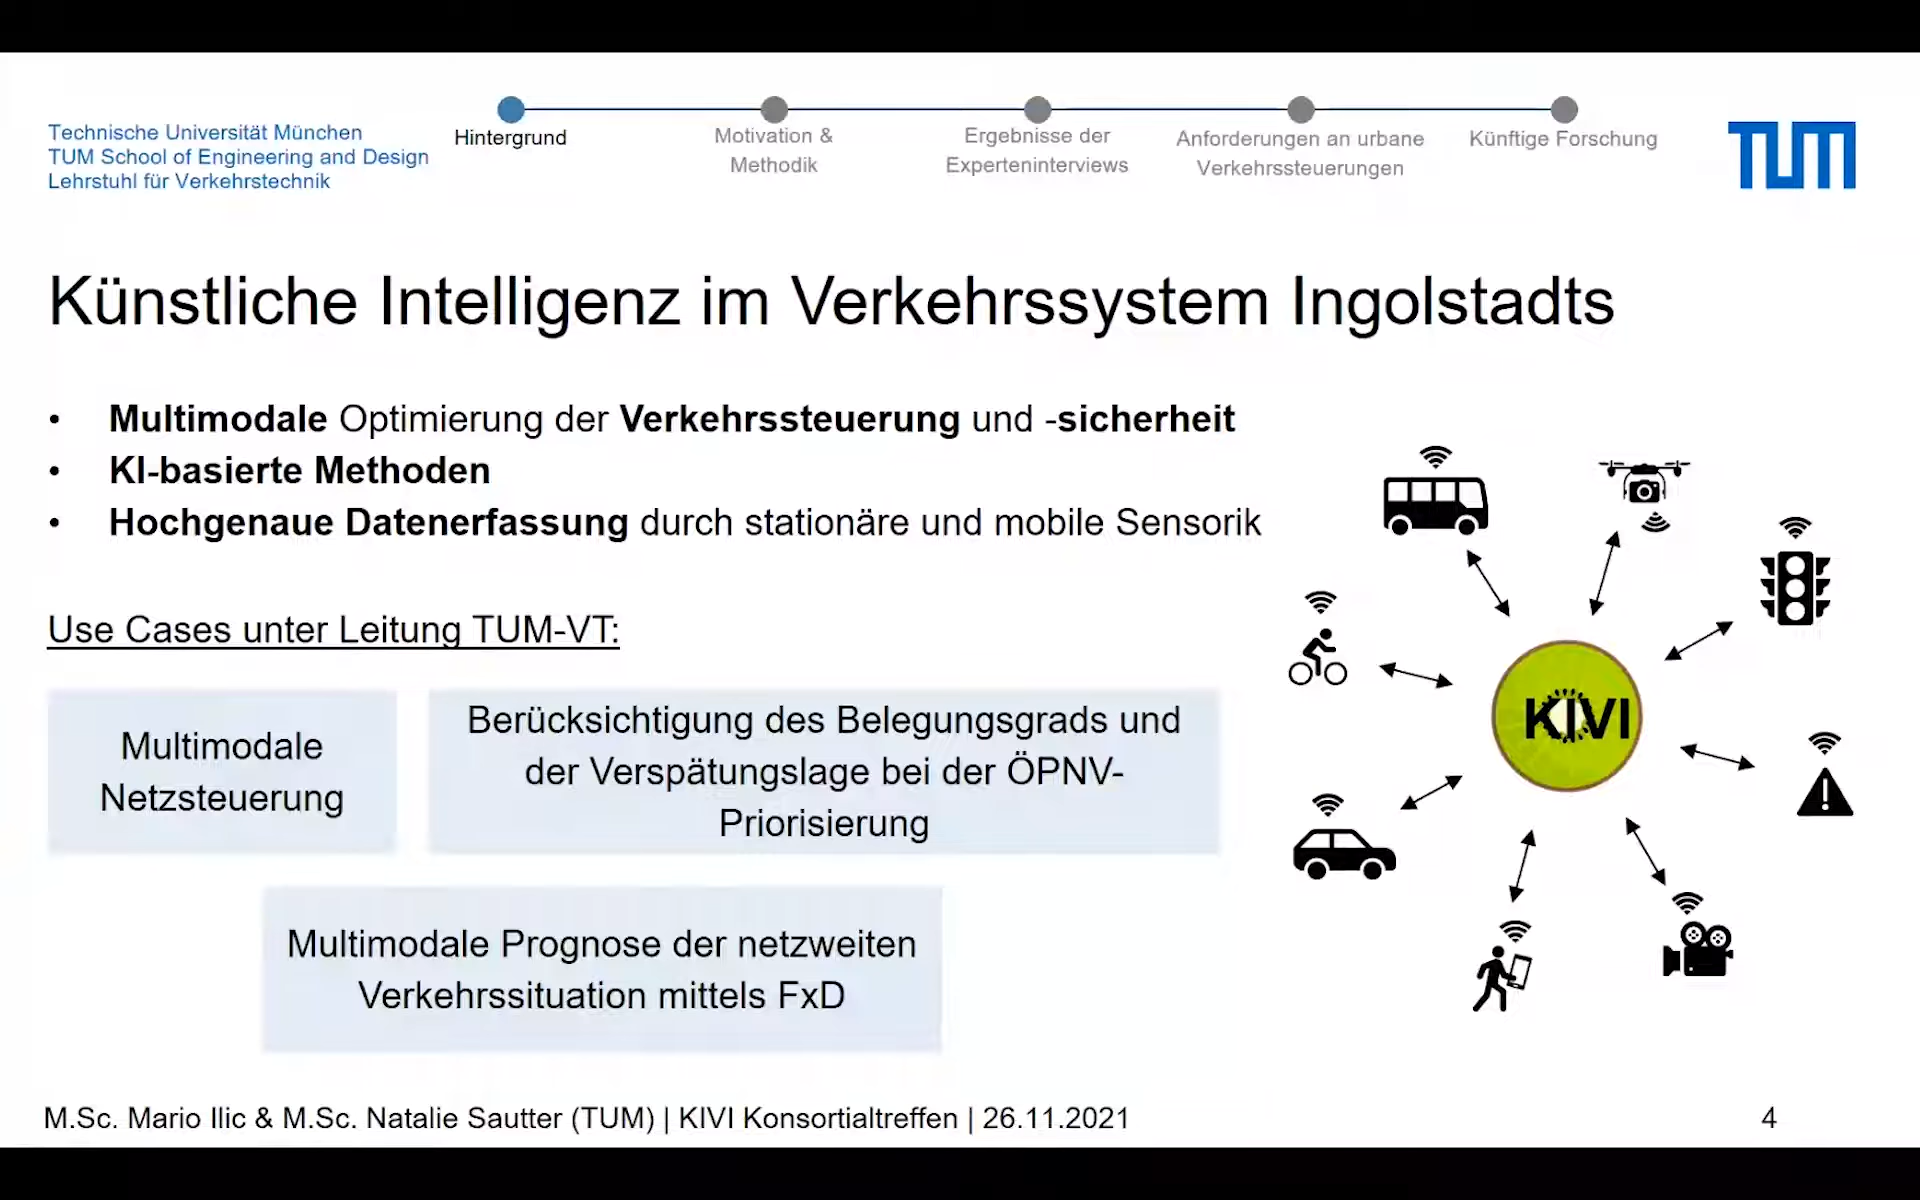 Technische Universität München
TUM School of Engineering and Design
Lehrstuhl für Verkehrstechnik
Hintergrund
Motivation &
Methodik
Ergebnisse der
Experteninterviews
Anforderungen an urbane
Verkehrssteuerungen
Künftige Forschung
TUM
Künstliche Intelligenz im Verkehrssystem Ingolstadts
• Multimodale Optimierung der Verkehrssteuerung und -sicherheit
• KI-basierte Methoden
• Hochgenaue Datenerfassung durch stationäre und mobile Sensorik
Use Cases unter Leitung TUM-VT:
Multimodale
Netzsteuerung
Berücksichtigung des Belegungsgrads und
der Verspätungslage bei der ÖPNV-
Priorisierung
Multimodale Prognose der netzweiten
Verkehrssituation mittels FxD
KIVI
M.Sc. Mario Ilic & M.Sc. Natalie Sautter (TUM) | KIVI Konsortialtreffen | 26.11.2021
4